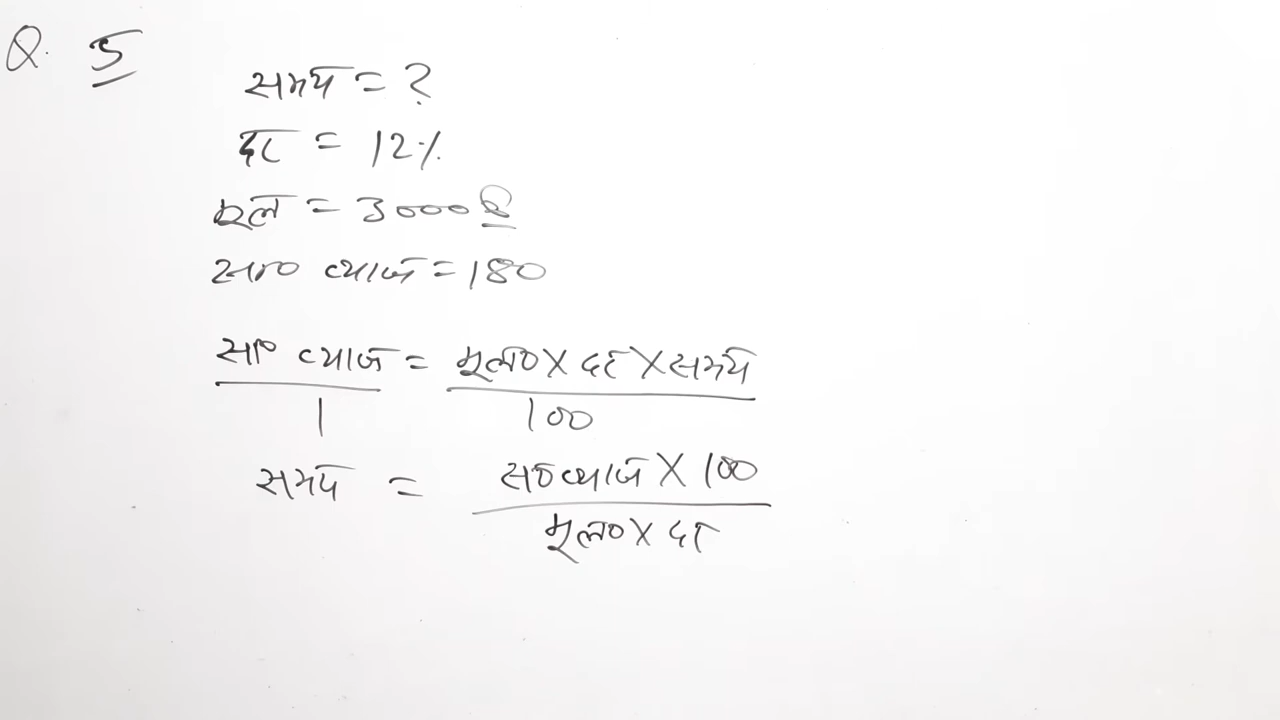 Q. 5
समय = ?
दर = 12%
मूल = 3000 रु
सा० ब्याज = 180
सा० ब्याज / 1 = मूल० X दर X समय / 100
समय = सा० ब्याज X 100 / मूल० X दर